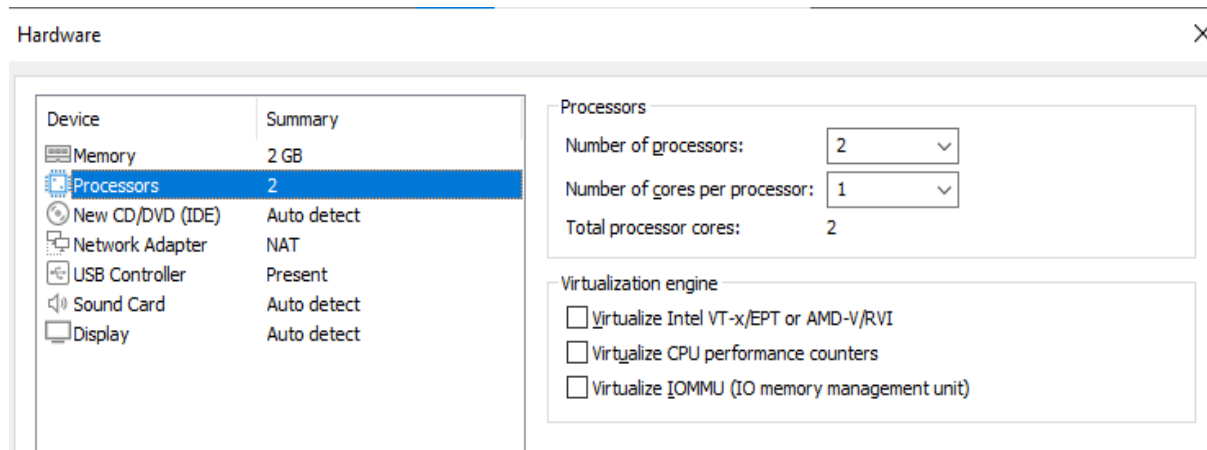 Hardware
Device Summary
Memory 2 GB
Processors 2
New CD/DVD (IDE) Auto detect
Network Adapter NAT
USB Controller Present
Sound Card Auto detect
Display Auto detect
Processors
Number of processors: 2
Number of cores per processor: 1
Total processor cores: 2
Virtualization engine
Virtualize Intel VT-x/EPT or AMD-V/RVI
Virtualize CPU performance counters
Virtualize IOMMU (IO memory management unit)